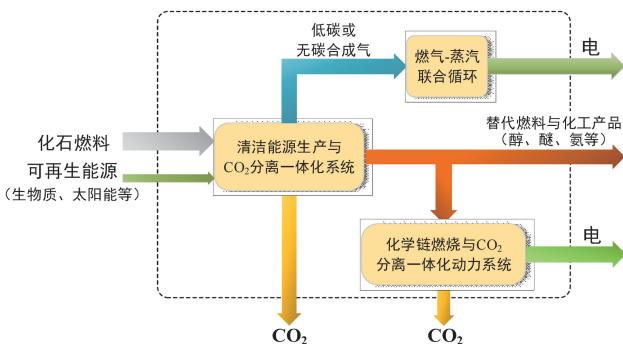 低碳或
无碳合成气
燃气-蒸汽
联合循环
电
化石燃料
可再生能源
（生物质、太阳能等）
清洁能源生产与
CO₂分离一体化系统
替代燃料与化工产品
（醇、醚、氨等）
化学链燃烧与CO₂
分离一体化动力系统
电
CO₂
CO₂